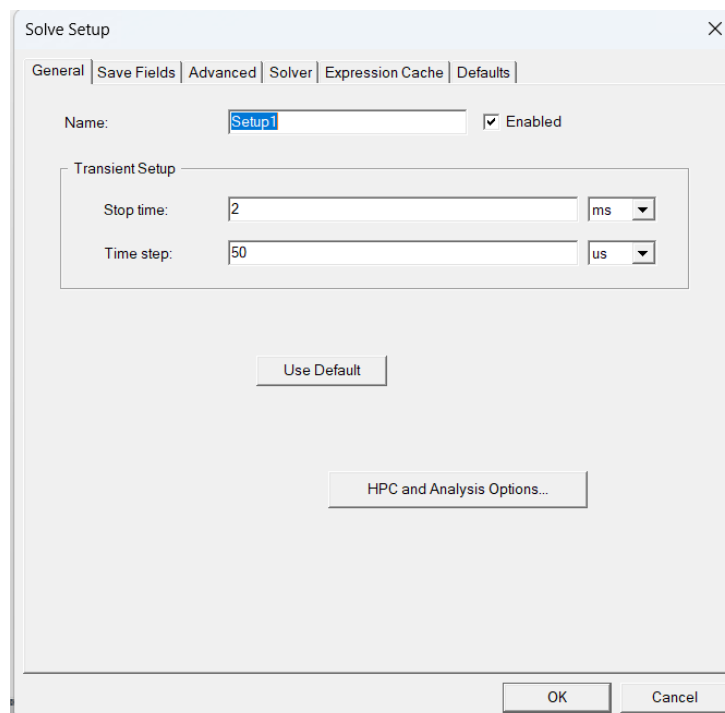 Solve Setup
General Save Fields Advanced Solver Expression Cache Defaults
Name: Setup1 Enabled
Transient Setup
Stop time: 2 ms
Time step: 50 us
Use Default
HPC and Analysis Options...
OK Cancel